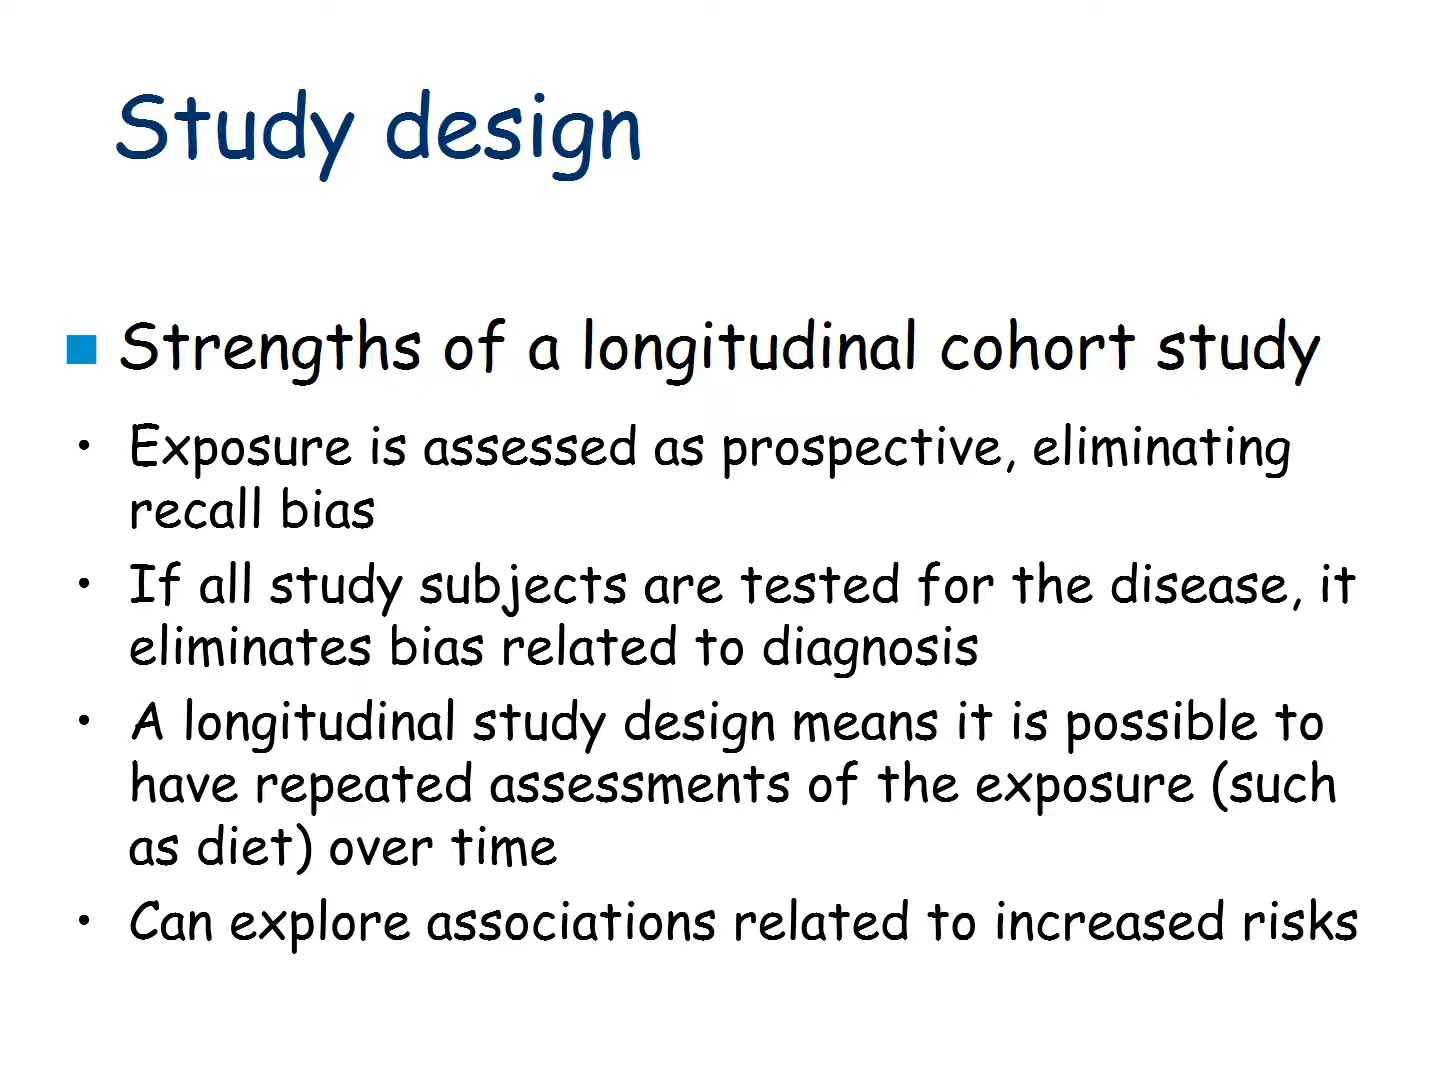 Study design
Strengths of a longitudinal cohort study
• Exposure is assessed as prospective, eliminating
recall bias
• If all study subjects are tested for the disease, it
eliminates bias related to diagnosis
• A longitudinal study design means it is possible to
have repeated assessments of the exposure (such
as diet) over time
• Can explore associations related to increased risks